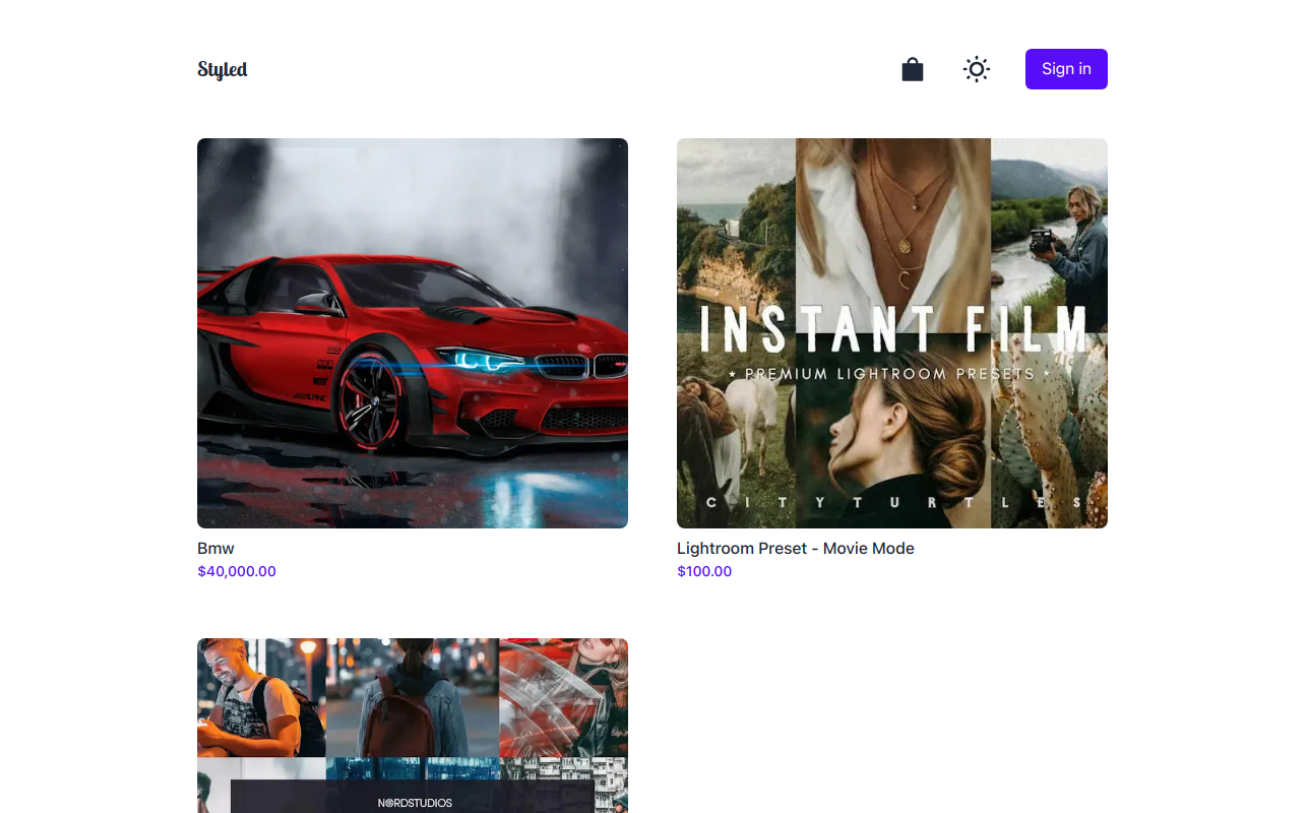 Styled
Sign in
INSTANT FILM
★ PREMIUM LIGHTROOM PRESETS ★
CITYTURTLES
Bmw
$40,000.00
Lightroom Preset - Movie Mode
$100.00
NORDSTUDIOS